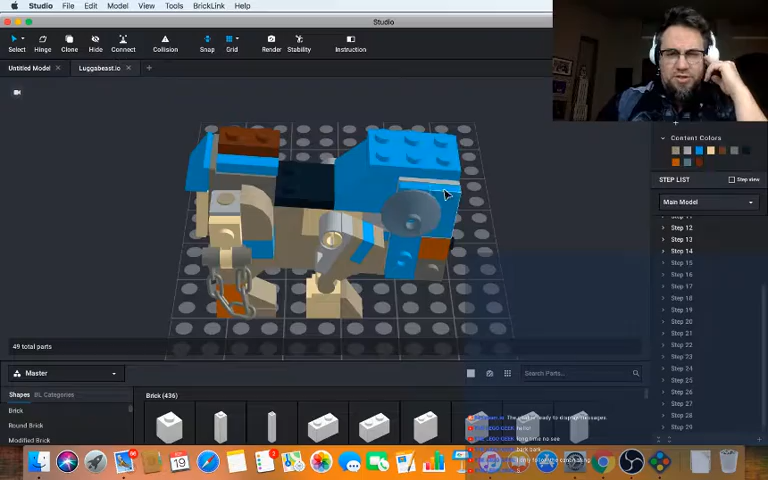 Studio File Edit View Tools BrickLink Help
Studio
Select Hinge Clone Hide Connect Collision Snap Grid Render Stability Instruction
Untitled Model Luggabeast.io
Content Colors
STEP LIST Step view
Main Model
Step 12
Step 13
Step 14
Step 15
Step 16
Step 17
Step 18
Step 19
Step 20
Step 21
Step 22
Step 23
Step 24
Step 25
Step 26
Step 27
Step 28
Step 29
49 total parts
Master Search Parts...
Shapes BL Categories Brick (436)
Brick
Round Brick
Modified Brick
NOV
19